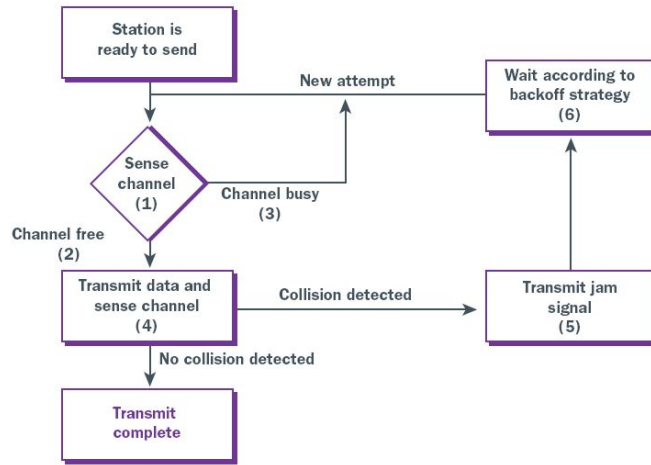 Station is
ready to send
New attempt
Wait according to
backoff strategy
(6)
Sense
channel
(1)
Channel busy
(3)
Channel free
(2)
Transmit data and
sense channel
(4)
Collision detected
Transmit jam
signal
(5)
No collision detected
Transmit
complete